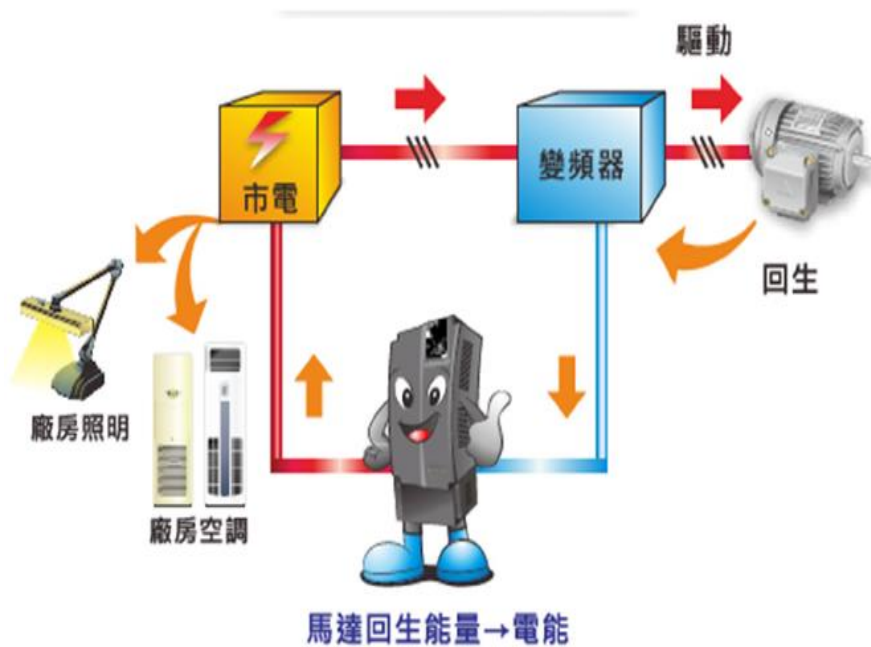 驅動
市電
變頻器
回生
廠房照明
廠房空調
馬達回生能量→電能